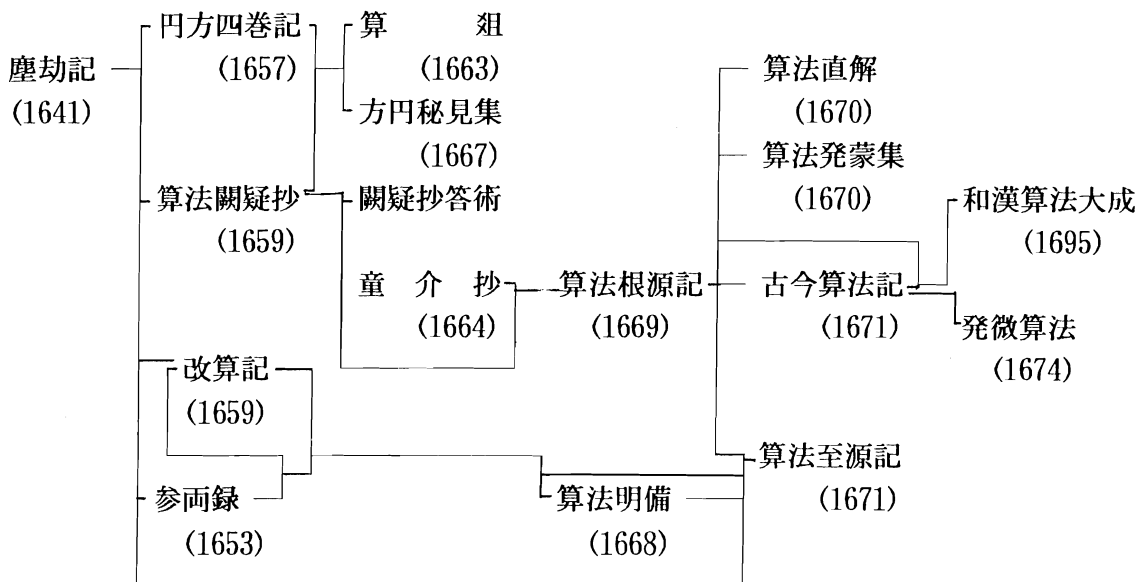 塵劫記
(1641)
円方四巻記
(1657)
算法闕疑抄
(1659)
改算記
(1659)
参両録
(1653)
算 俎
(1663)
方円秘見集
(1667)
闕疑抄答術
童介抄
(1664)
算法根源記
(1669)
算法明備
(1668)
算法直解
(1670)
算法発蒙集
(1670)
古今算法記
(1671)
算法至源記
(1671)
和漢算法大成
(1695)
発微算法
(1674)